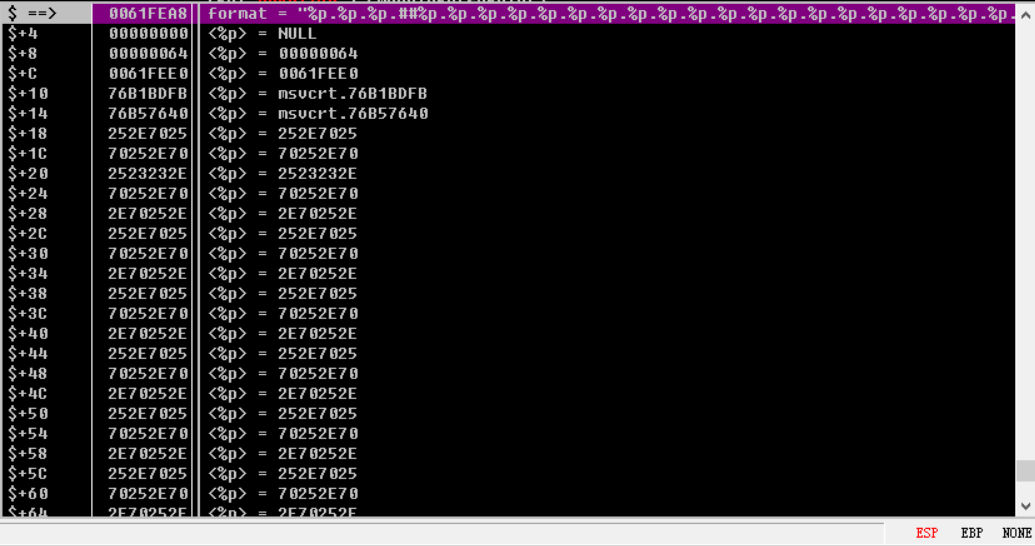 $ ==> 0061FEA8 format = "%p.%p.%p.##%p.%p.%p.%p.%p.%p.%p.%p.%p.%p.%p.%p.%p.%p.%p.%p.%p.%p.%p.%p.
$+4 00000000 <%p> = NULL
$+8 00000064 <%p> = 00000064
$+C 0061FEE0 <%p> = 0061FEE0
$+10 76B1BDFB <%p> = msvcrt.76B1BDFB
$+14 76B57640 <%p> = msvcrt.76B57640
$+18 252E7025 <%p> = 252E7025
$+1C 70252E70 <%p> = 70252E70
$+20 2523232E <%p> = 2523232E
$+24 70252E70 <%p> = 70252E70
$+28 2E70252E <%p> = 2E70252E
$+2C 252E7025 <%p> = 252E7025
$+30 70252E70 <%p> = 70252E70
$+34 2E70252E <%p> = 2E70252E
$+38 252E7025 <%p> = 252E7025
$+3C 70252E70 <%p> = 70252E70
$+40 2E70252E <%p> = 2E70252E
$+44 252E7025 <%p> = 252E7025
$+48 70252E70 <%p> = 70252E70
$+4C 2E70252E <%p> = 2E70252E
$+50 252E7025 <%p> = 252E7025
$+54 70252E70 <%p> = 70252E70
$+58 2E70252E <%p> = 2E70252E
$+5C 252E7025 <%p> = 252E7025
$+60 70252E70 <%p> = 70252E70
$+64 2E70252E <%p> = 2E70252E
ESP EBP NONE